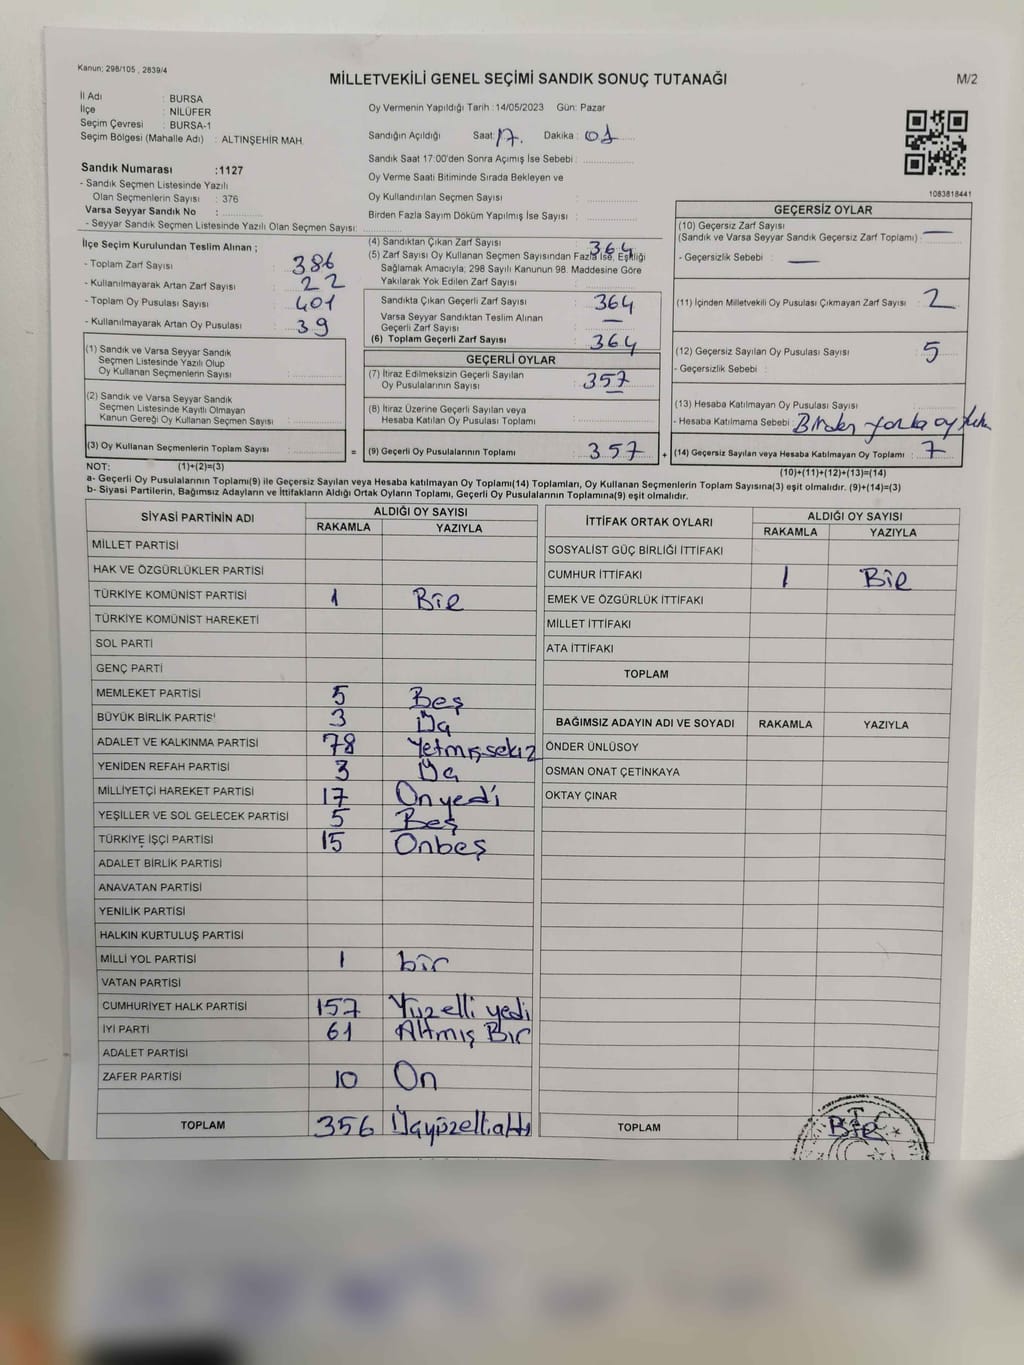 Kanun; 298/105 , 2839/4
MİLLETVEKİLİ GENEL SEÇİMİ SANDIK SONUÇ TUTANAĞI
M/2
İl Adı : BURSA
İlçe : NİLÜFER
Seçim Çevresi : BURSA-1
Seçim Bölgesi (Mahalle Adı) : ALTINŞEHİR MAH.
Sandık Numarası :1127
- Sandık Seçmen Listesinde Yazılı
Olan Seçmenlerin Sayısı : 376
Varsa Seyyar Sandık No :
- Seyyar Sandık Seçmen Listesinde Yazılı Olan Seçmen Sayısı:
Oy Vermenin Yapıldığı Tarih :14/05/2023 Gün: Pazar
Sandığın Açıldığı Saat: 17. Dakika : 01
Sandık Saat 17:00'den Sonra Açımış İse Sebebi :
Oy Verme Saati Bitiminde Sırada Bekleyen ve
Oy Kullandırılan Seçmen Sayısı :
Birden Fazla Sayım Döküm Yapılmış İse Sayısı :
1083818441
İlçe Seçim Kurulundan Teslim Alınan ;
- Toplam Zarf Sayısı : 386
- Kullanılmayarak Artan Zarf Sayısı : 22
- Toplam Oy Pusulası Sayısı : 401
- Kullanılmayarak Artan Oy Pusulası : 39
(1) Sandık ve Varsa Seyyar Sandık
Seçmen Listesinde Yazılı Olup
Oy Kullanan Seçmenlerin Sayısı :
(2) Sandık ve Varsa Seyyar Sandık
Seçmen Listesinde Kayıtlı Olmayan
Kanun Gereği Oy Kullanan Seçmen Sayısı :
(3) Oy Kullanan Seçmenlerin Toplam Sayısı :
(4) Sandıktan Çıkan Zarf Sayısı : 364
(5) Zarf Sayısı Oy Kullanan Seçmen Sayısından Fazla İse, Eşitliği
Sağlamak Amacıyla; 298 Sayılı Kanunun 98. Maddesine Göre
Yakılarak Yok Edilen Zarf Sayısı :
Sandıkta Çıkan Geçerli Zarf Sayısı : 364
Varsa Seyyar Sandıktan Teslim Alınan
Geçerli Zarf Sayısı : —
(6) Toplam Geçerli Zarf Sayısı : 364
GEÇERLİ OYLAR
(7) İtiraz Edilmeksizin Geçerli Sayılan
Oy Pusulalarının Sayısı : 357
(8) İtiraz Üzerine Geçerli Sayılan veya
Hesaba Katılan Oy Pusulaları Toplamı :
= (9) Geçerli Oy Pusulalarının Toplamı : 357
GEÇERSİZ OYLAR
(10) Geçersiz Zarf Sayısı
(Sandık ve Varsa Seyyar Sandık Geçersiz Zarf Toplamı) : —
- Geçersizlik Sebebi : —
(11) İçinden Milletvekili Oy Pusulası Çıkmayan Zarf Sayısı : 2
(12) Geçersiz Sayılan Oy Pusulası Sayısı : 5
- Geçersizlik Sebebi :
(13) Hesaba Katılmayan Oy Pusulası Sayısı :
- Hesaba Katılmama Sebebi : Birden fazla oy
+ (14) Geçersiz Sayılan veya Hesaba Katılmayan Oy Toplamı : 7
NOT: (1)+(2)=(3)
(10)+(11)+(12)+(13)=(14)
a- Geçerli Oy Pusulalarının Toplamı(9) ile Geçersiz Sayılan veya Hesaba katılmayan Oy Toplamı(14) Toplamları, Oy Kullanan Seçmenlerin Toplam Sayısına(3) eşit olmalıdır. (9)+(14)=(3)
b- Siyasi Partilerin, Bağımsız Adayların ve İttifakların Aldığı Ortak Oyların Toplamı, Geçerli Oy Pusulalarının Toplamına(9) eşit olmalıdır.
SİYASİ PARTİNİN ADI
ALDIĞI OY SAYISI
RAKAMLA YAZIYLA
MİLLET PARTİSİ
HAK VE ÖZGÜRLÜKLER PARTİSİ
TÜRKİYE KOMÜNİST PARTİSİ 1 Bir
TÜRKİYE KOMÜNİST HAREKETİ
SOL PARTİ
GENÇ PARTİ
MEMLEKET PARTİSİ 5 Beş
BÜYÜK BİRLİK PARTİSİ 3 Üç
ADALET VE KALKINMA PARTİSİ 78 Yetmişsekiz
YENİDEN REFAH PARTİSİ 3 Üç
MİLLİYETÇİ HAREKET PARTİSİ 17 Onyedi
YEŞİLLER VE SOL GELECEK PARTİSİ 5 Beş
TÜRKİYE İŞÇİ PARTİSİ 15 Onbeş
ADALET BİRLİK PARTİSİ
ANAVATAN PARTİSİ
YENİLİK PARTİSİ
HALKIN KURTULUŞ PARTİSİ
MİLLİ YOL PARTİSİ 1 bir
VATAN PARTİSİ
CUMHURİYET HALK PARTİSİ 157 Yüzelli yedi
İYİ PARTİ 61 Altmış Bir
ADALET PARTİSİ
ZAFER PARTİSİ 10 On
TOPLAM 356 Üçyüzelli altı
İTTİFAK ORTAK OYLARI
ALDIĞI OY SAYISI
RAKAMLA YAZIYLA
SOSYALİST GÜÇ BİRLİĞİ İTTİFAKI
CUMHUR İTTİFAKI 1 Bir
EMEK VE ÖZGÜRLÜK İTTİFAKI
MİLLET İTTİFAKI
ATA İTTİFAKI
TOPLAM
BAĞIMSIZ ADAYIN ADI VE SOYADI RAKAMLA YAZIYLA
ÖNDER ÜNLÜSOY
OSMAN ONAT ÇETİNKAYA
OKTAY ÇINAR
TOPLAM Bir
T.C.